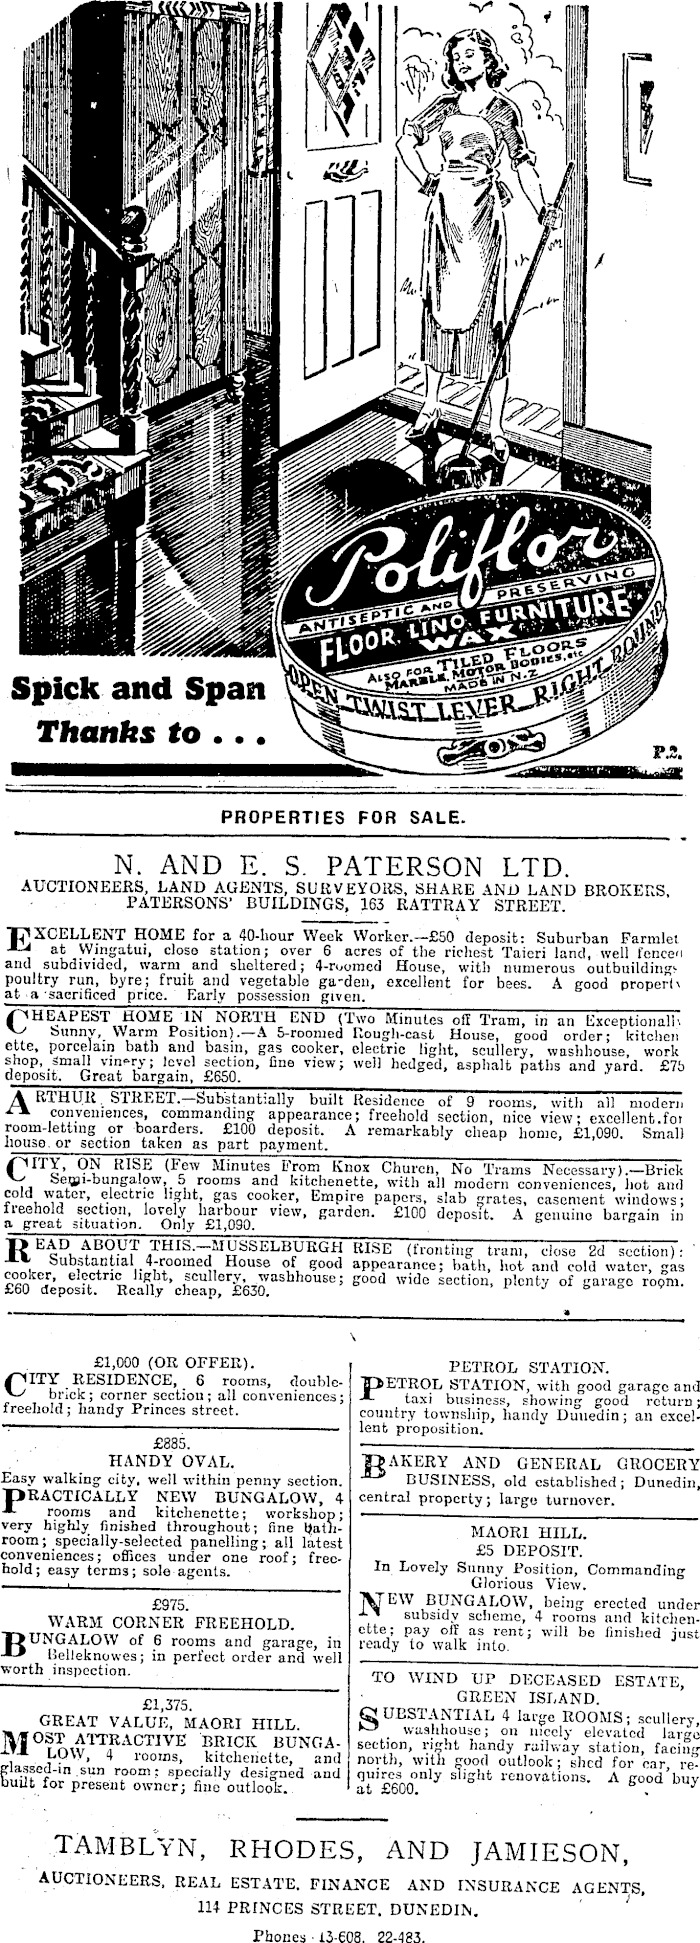 Poliflor
ANTISEPTIC AND PRESERVING
FLOOR, LINO, FURNITURE
WAX
ALSO FOR TILED FLOORS
MARBLE, MOTOR BODIES, etc
MADE IN N.Z
OPEN TWIST LEVER RIGHT ROUND
Spick and Span
Thanks to . . .
P.2.
PROPERTIES FOR SALE.
N. AND E. S. PATERSON LTD.
AUCTIONEERS, LAND AGENTS, SURVEYORS, SHARE AND LAND BROKERS,
PATERSONS' BUILDINGS, 163 RATTRAY STREET.
EXCELLENT HOME for a 40-hour Week Worker.—£50 deposit: Suburban Farmlet
at Wingatui, close station; over 6 acres of the richest Taieri land, well fenced
and subdivided, warm and sheltered; 4-roomed House, with numerous outbuildings
poultry run, byre; fruit and vegetable garden, excellent for bees. A good property
at a sacrificed price. Early possession given.
CHEAPEST HOME IN NORTH END (Two Minutes off Tram, in an Exceptionally
Sunny, Warm Position).—A 5-roomed Rough-cast House, good order; kitchen
ette, porcelain bath and basin, gas cooker, electric light, scullery, washhouse, work
shop, small vinery; level section, fine view; well hedged, asphalt paths and yard. £75
deposit. Great bargain, £650.
ARTHUR STREET.—Substantially built Residence of 9 rooms, with all modern
conveniences, commanding appearance; freehold section, nice view; excellent for
room-letting or boarders. £100 deposit. A remarkably cheap home, £1,090. Small
house or section taken as part payment.
CITY, ON RISE (Few Minutes From Knox Church, No Trams Necessary).—Brick
Semi-bungalow, 5 rooms and kitchenette, with all modern conveniences, hot and
cold water, electric light, gas cooker, Empire papers, slab grates, casement windows;
freehold section, lovely harbour view, garden. £100 deposit. A genuine bargain in
a great situation. Only £1,090.
READ ABOUT THIS.—MUSSELBURGH RISE (fronting tram, close 2d section):
Substantial 4-roomed House of good appearance; bath, hot and cold water, gas
cooker, electric light, scullery, washhouse; good wide section, plenty of garage room.
£60 deposit. Really cheap, £630.
£1,000 (OR OFFER).
CITY RESIDENCE, 6 rooms, double-
brick; corner section; all conveniences;
freehold; handy Princes street.
£885.
HANDY OVAL.
Easy walking city, well within penny section.
PRACTICALLY NEW BUNGALOW, 4
rooms and kitchenette; workshop;
very highly finished throughout; fine bath-
room; specially-selected panelling; all latest
conveniences; offices under one roof; free-
hold; easy terms; sole agents.
£975.
WARM CORNER FREEHOLD.
BUNGALOW of 6 rooms and garage, in
Belleknowes; in perfect order and well
worth inspection.
£1,375.
GREAT VALUE, MAORI HILL.
MOST ATTRACTIVE BRICK BUNGA-
LOW, 4 rooms, kitchenette, and
glassed-in sun room; specially designed and
built for present owner; fine outlook.
PETROL STATION.
PETROL STATION, with good garage and
taxi business, showing good return;
country township, handy Dunedin; an excel-
lent proposition.
BAKERY AND GENERAL GROCERY
BUSINESS, old established; Dunedin,
central property; large turnover.
MAORI HILL.
£5 DEPOSIT.
In Lovely Sunny Position, Commanding
Glorious View.
NEW BUNGALOW, being erected under
subsidy scheme, 4 rooms and kitchen-
ette; pay off as rent; will be finished just
ready to walk into.
TO WIND UP DECEASED ESTATE,
GREEN ISLAND.
SUBSTANTIAL 4 large ROOMS; scullery,
washhouse; on nicely elevated large
section, right handy railway station, facing
north, with good outlook; shed for car, re-
quires only slight renovations. A good buy
at £600.
TAMBLYN, RHODES, AND JAMIESON,
AUCTIONEERS, REAL ESTATE, FINANCE AND INSURANCE AGENTS,
114 PRINCES STREET, DUNEDIN.
Phones 13-608. 22-483.